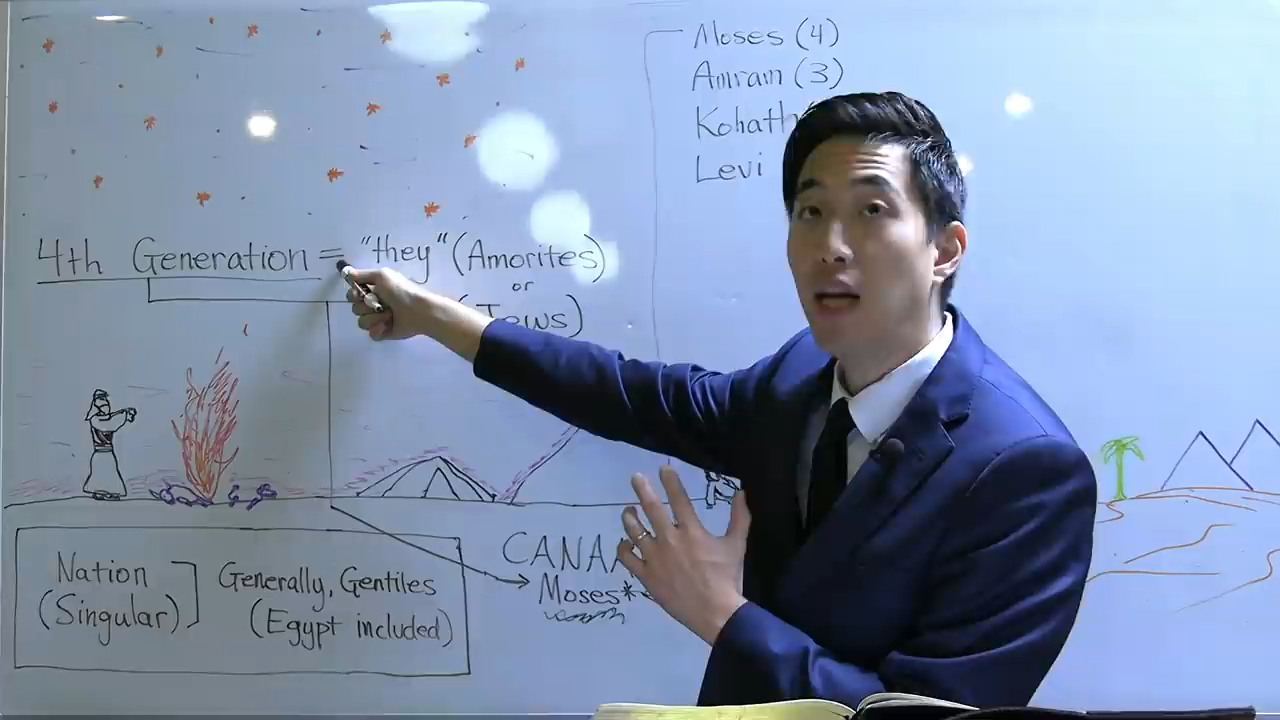 Moses (4)
Amram (3)
Kohath
Levi
4th Generation = "they" (Amorites)
or
(Jews)
CANA
Moses*
Nation
(Singular)
Generally, Gentiles
(Egypt included)